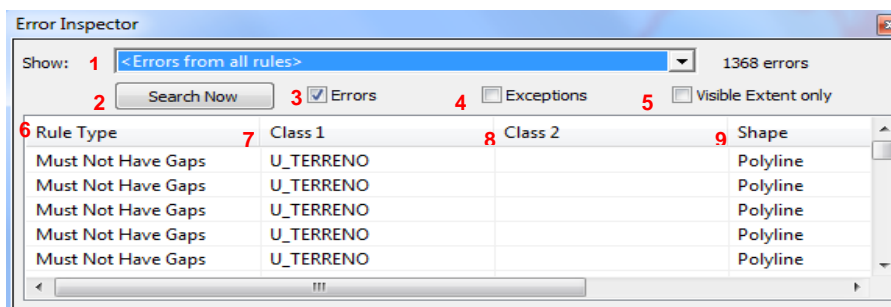 Error Inspector
Show: 1 <Errors from all rules> 1368 errors
2 Search Now 3 Errors 4 Exceptions 5 Visible Extent only
6 Rule Type 7 Class 1 8 Class 2 9 Shape
Must Not Have Gaps U_TERRENO Polyline
Must Not Have Gaps U_TERRENO Polyline
Must Not Have Gaps U_TERRENO Polyline
Must Not Have Gaps U_TERRENO Polyline
Must Not Have Gaps U_TERRENO Polyline